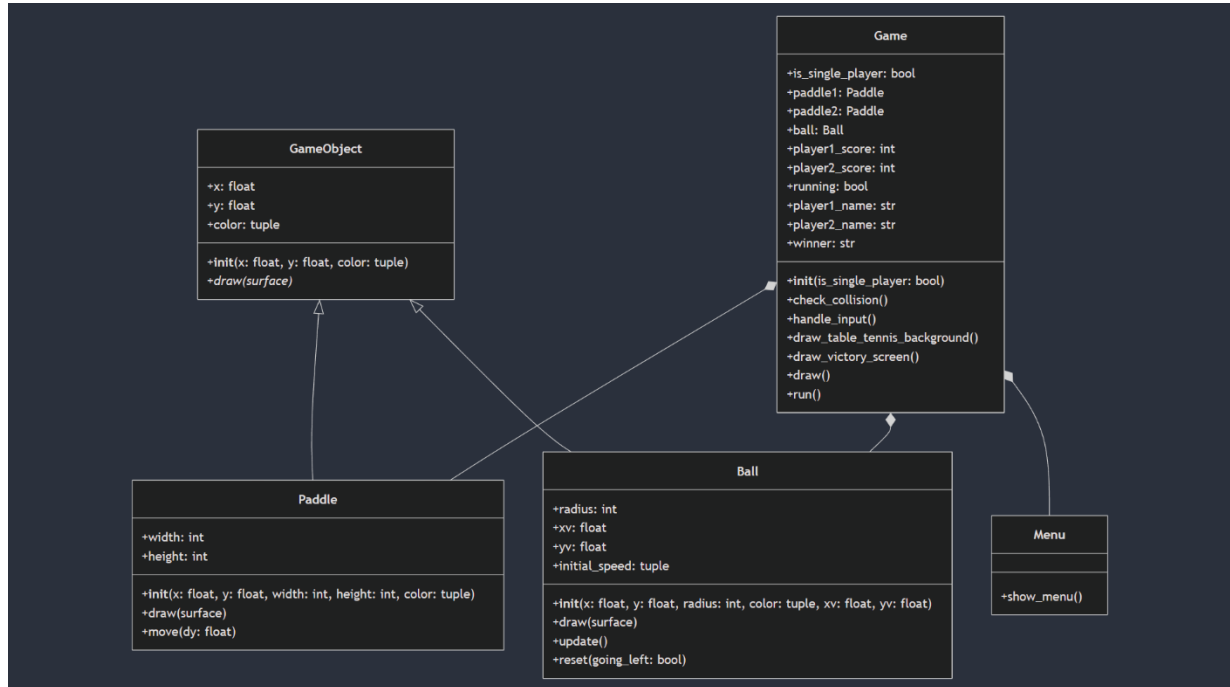 GameObject
+x: float
+y: float
+color: tuple
+init(x: float, y: float, color: tuple)
+draw(surface)
Game
+is_single_player: bool
+paddle1: Paddle
+paddle2: Paddle
+ball: Ball
+player1_score: int
+player2_score: int
+running: bool
+player1_name: str
+player2_name: str
+winner: str
+init(is_single_player: bool)
+check_collision()
+handle_input()
+draw_table_tennis_background()
+draw_victory_screen()
+draw()
+run()
Paddle
+width: int
+height: int
+init(x: float, y: float, width: int, height: int, color: tuple)
+draw(surface)
+move(dy: float)
Ball
+radius: int
+xv: float
+yv: float
+initial_speed: tuple
+init(x: float, y: float, radius: int, color: tuple, xv: float, yv: float)
+draw(surface)
+update()
+reset(going_left: bool)
Menu
+show_menu()